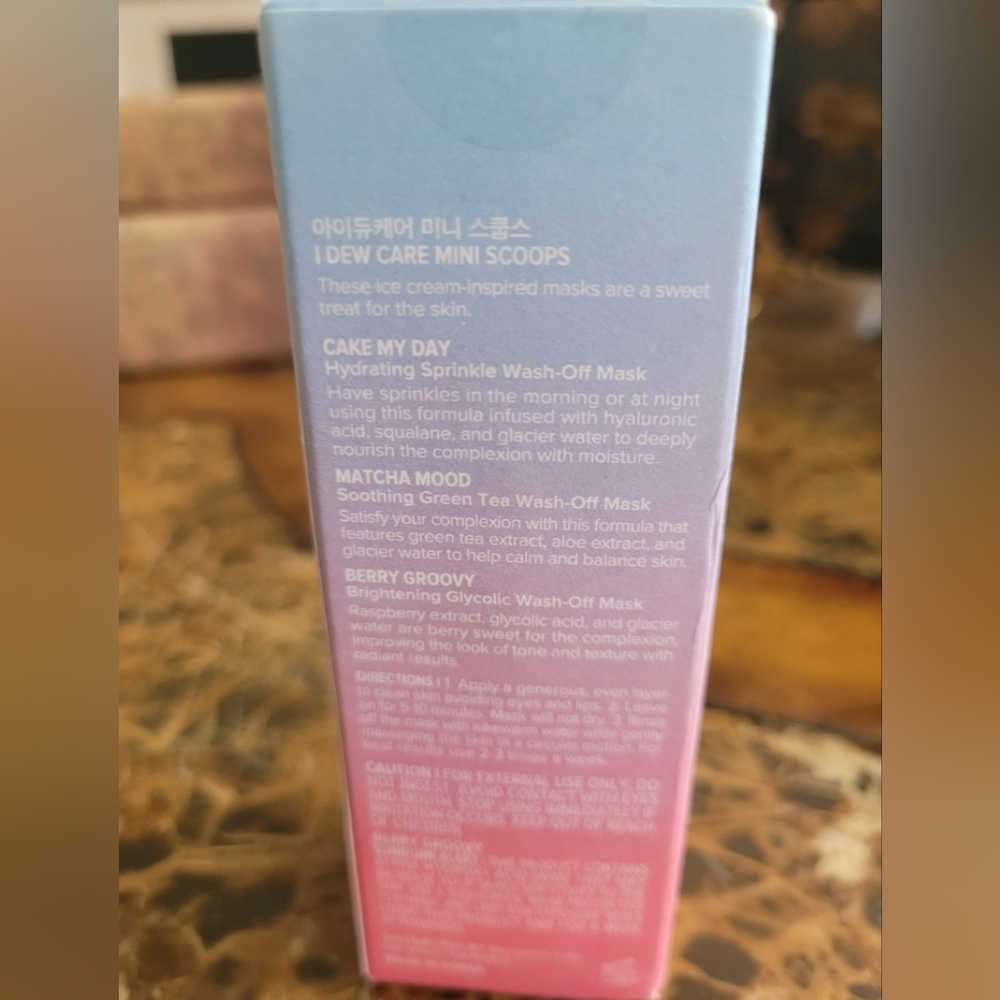 아이듀케어 미니 스쿱스
I DEW CARE MINI SCOOPS
These ice cream-inspired masks are a sweet
treat for the skin.
CAKE MY DAY
Hydrating Sprinkle Wash-Off Mask
Have sprinkles in the morning or at night
using this formula infused with hyaluronic
acid, squalane, and glacier water to deeply
nourish the complexion with moisture.
MATCHA MOOD
Soothing Green Tea Wash-Off Mask
Satisfy your complexion with this formula that
features green tea extract, aloe extract, and
glacier water to help calm and balance skin.
BERRY GROOVY
Brightening Glycolic Wash-Off Mask
Raspberry extract, glycolic acid, and glacier
water are berry sweet for the complexion,
improving the look of tone and texture with
radiant results.
DIRECTIONS | 1. Apply a generous, even layer
to clean skin avoiding eyes and lips. 2. Leave
on for 5-10 minutes. Mask will not dry. 3. Rinse
off the mask with lukewarm water while gently
massaging the skin in a circular motion. For
best results use 2-3 times a week.
CAUTION | FOR EXTERNAL USE ONLY. DO
NOT INGEST. AVOID CONTACT WITH EYES
AND MOUTH. STOP USING IMMEDIATELY IF
IRRITATION OCCURS. KEEP OUT OF REACH
OF CHILDREN.
BERRY GROOVY
SUNBURN ALERT: THIS PRODUCT CONTAINS